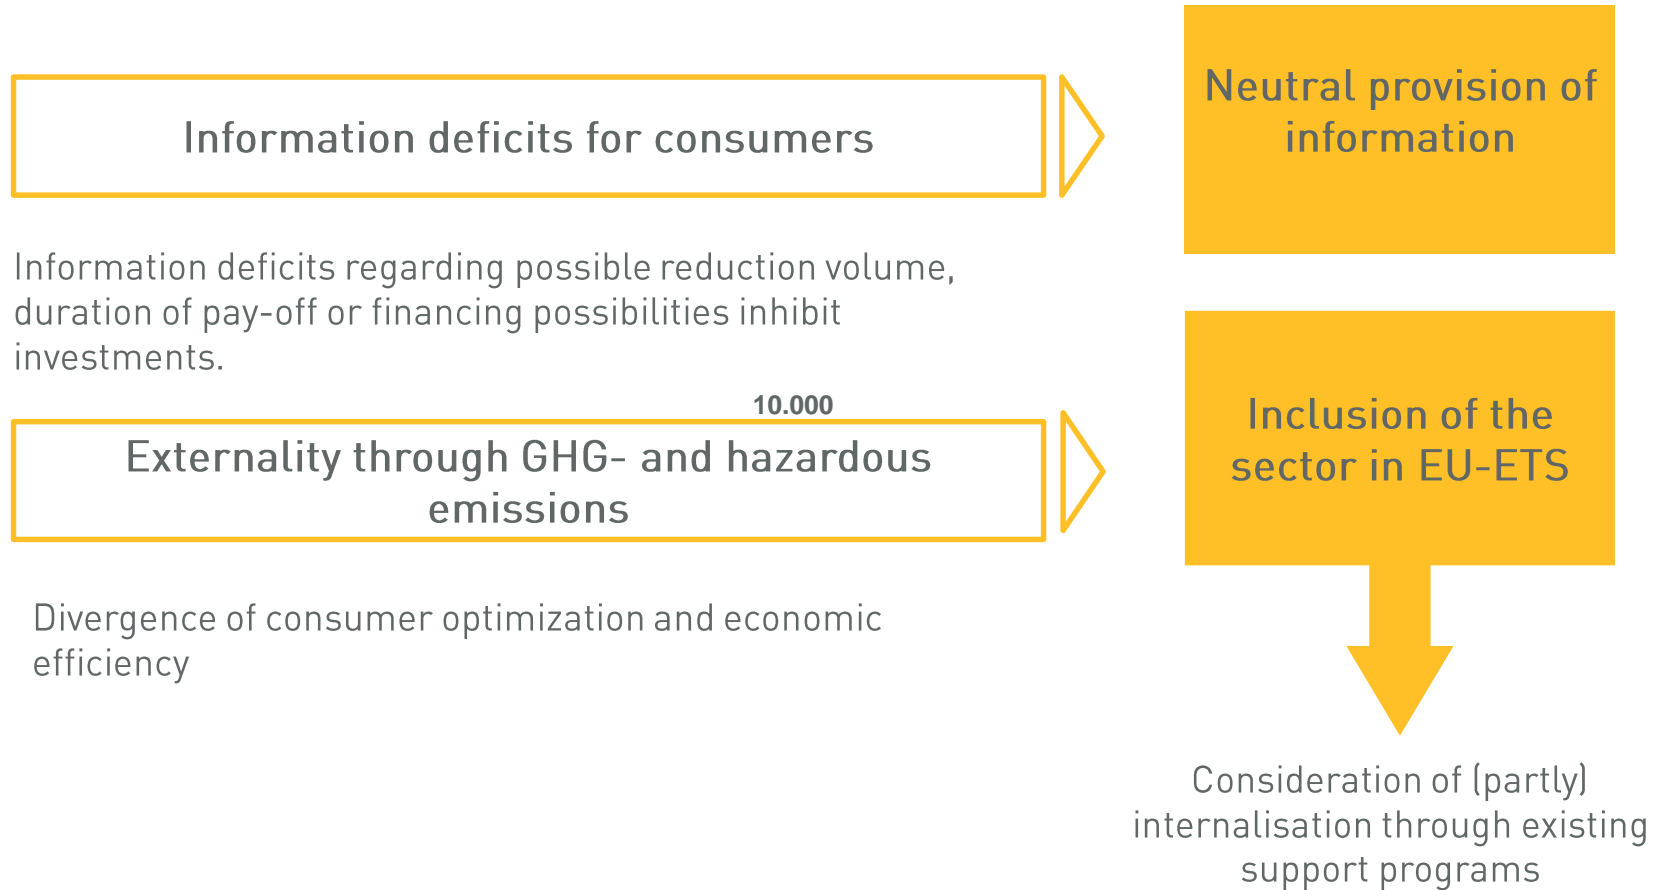 Information deficits for consumers
Neutral provision of
information
Information deficits regarding possible reduction volume,
duration of pay-off or financing possibilities inhibit
investments.
10.000
Externality through GHG- and hazardous
emissions
Inclusion of the
sector in EU-ETS
Divergence of consumer optimization and economic
efficiency
Consideration of (partly)
internalisation through existing
support programs